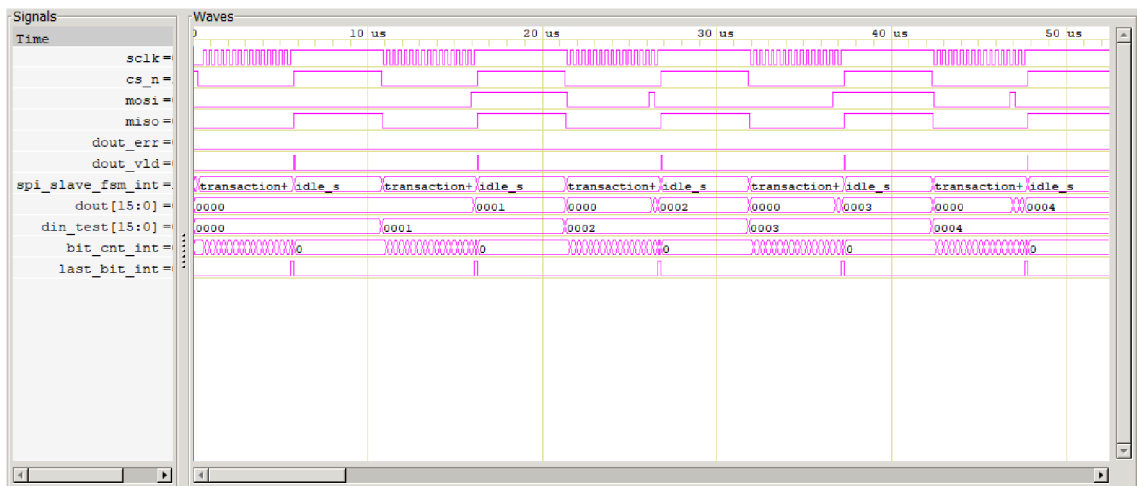 Signals Waves
Time 0 10 us 20 us 30 us 40 us 50 us
sclk =
cs_n =
mosi =
miso =
dout_err =
dout_vld =
spi_slave_fsm_int = transaction+ idle_s transaction+ idle_s transaction+ idle_s transaction+ idle_s transaction+ idle_s
dout[15:0] = 0000 0001 0000 0002 0000 0003 0000 0004
din_test[15:0] = 0000 0001 0002 0003 0004
bit_cnt_int = 0 0 0 0 0
last_bit_int =